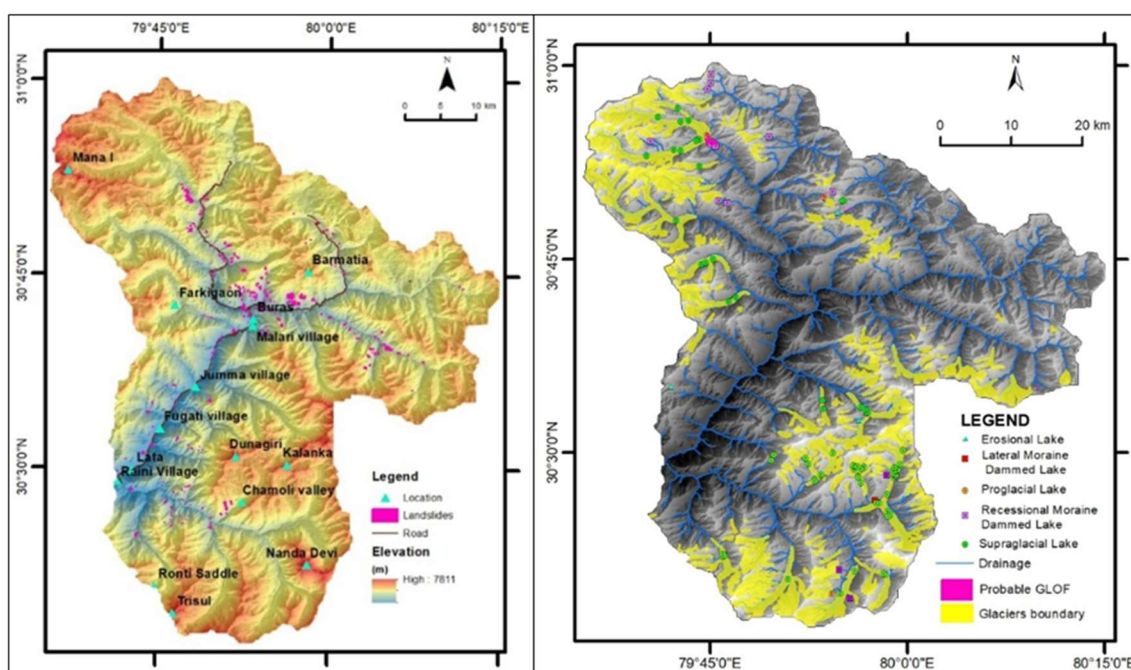 79°45'0"E
80°0'0"E
80°15'0"E
31°0'0"N
30°45'0"N
30°30'0"N
N
0 5 10 km
Mana I
Barmatia
Farkigaon
Buras
Malari village
Jumma village
Fugati village
Dunagiri
Kalanka
Lata
Raini Village
Chamoli valley
Nanda Devi
Ronti Saddle
Trisul
Legend
Location
Landslides
Road
Elevation
(m)
High : 7811
31°0'0"N
30°45'0"N
30°30'0"N
N
0 10 20 km
LEGEND
Erosional Lake
Lateral Moraine
Dammed Lake
Proglacial Lake
Recessional Moraine
Dammed Lake
Supraglacial Lake
Drainage
Probable GLOF
Glaciers boundary
79°45'0"E
80°0'0"E
80°15'0"E